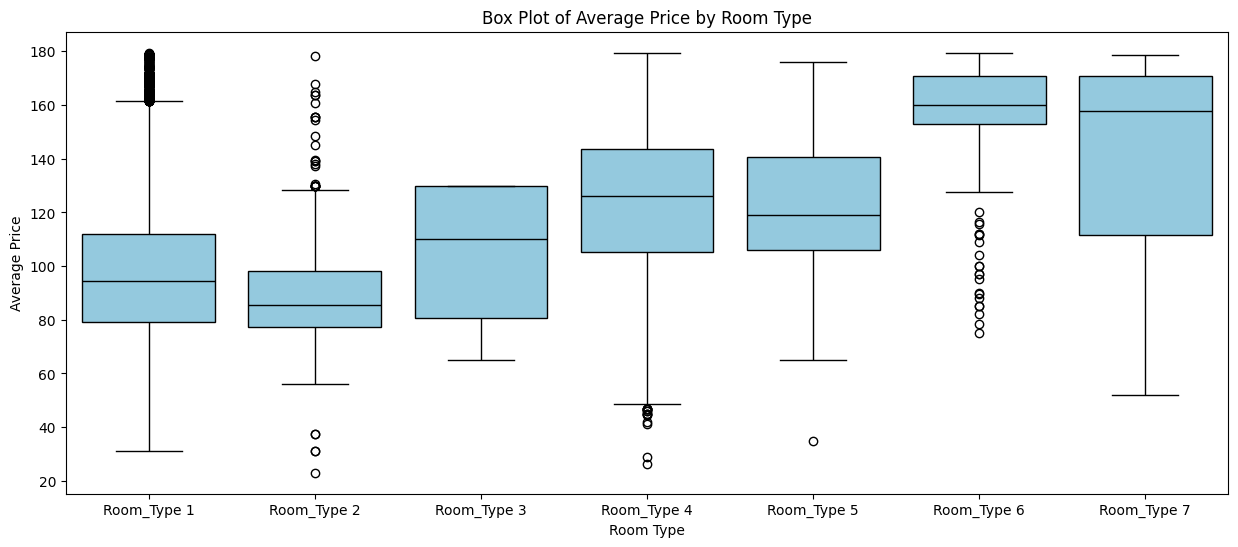 Box Plot of Average Price by Room Type
180
160
140
120
100
80
60
40
20
Average Price
Room_Type 1 Room_Type 2 Room_Type 3 Room_Type 4 Room_Type 5 Room_Type 6 Room_Type 7
Room Type